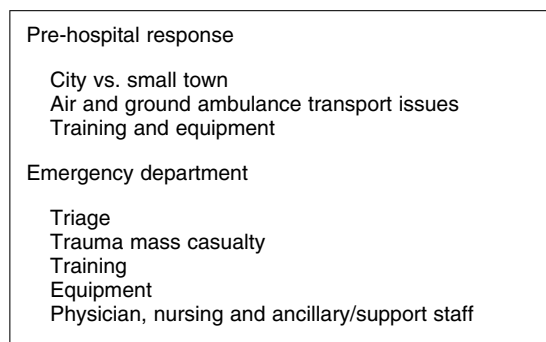 Pre-hospital response
City vs. small town
Air and ground ambulance transport issues
Training and equipment
Emergency department
Triage
Trauma mass casualty
Training
Equipment
Physician, nursing and ancillary/support staff